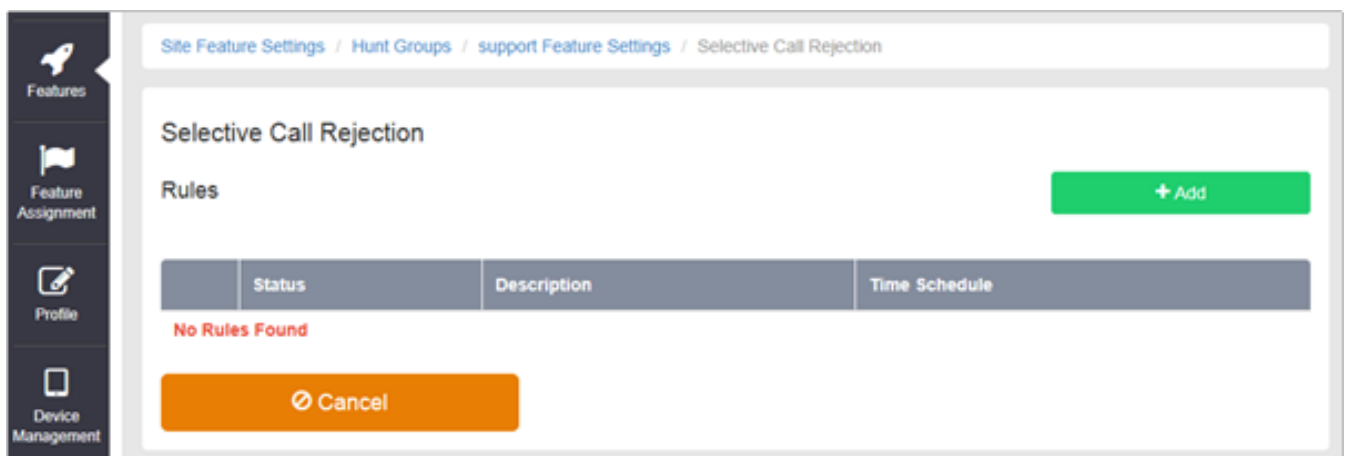 Features
Feature
Assignment
Profile
Device
Management
Site Feature Settings / Hunt Groups / support Feature Settings / Selective Call Rejection
Selective Call Rejection
Rules
+ Add
Status Description Time Schedule
No Rules Found
Cancel